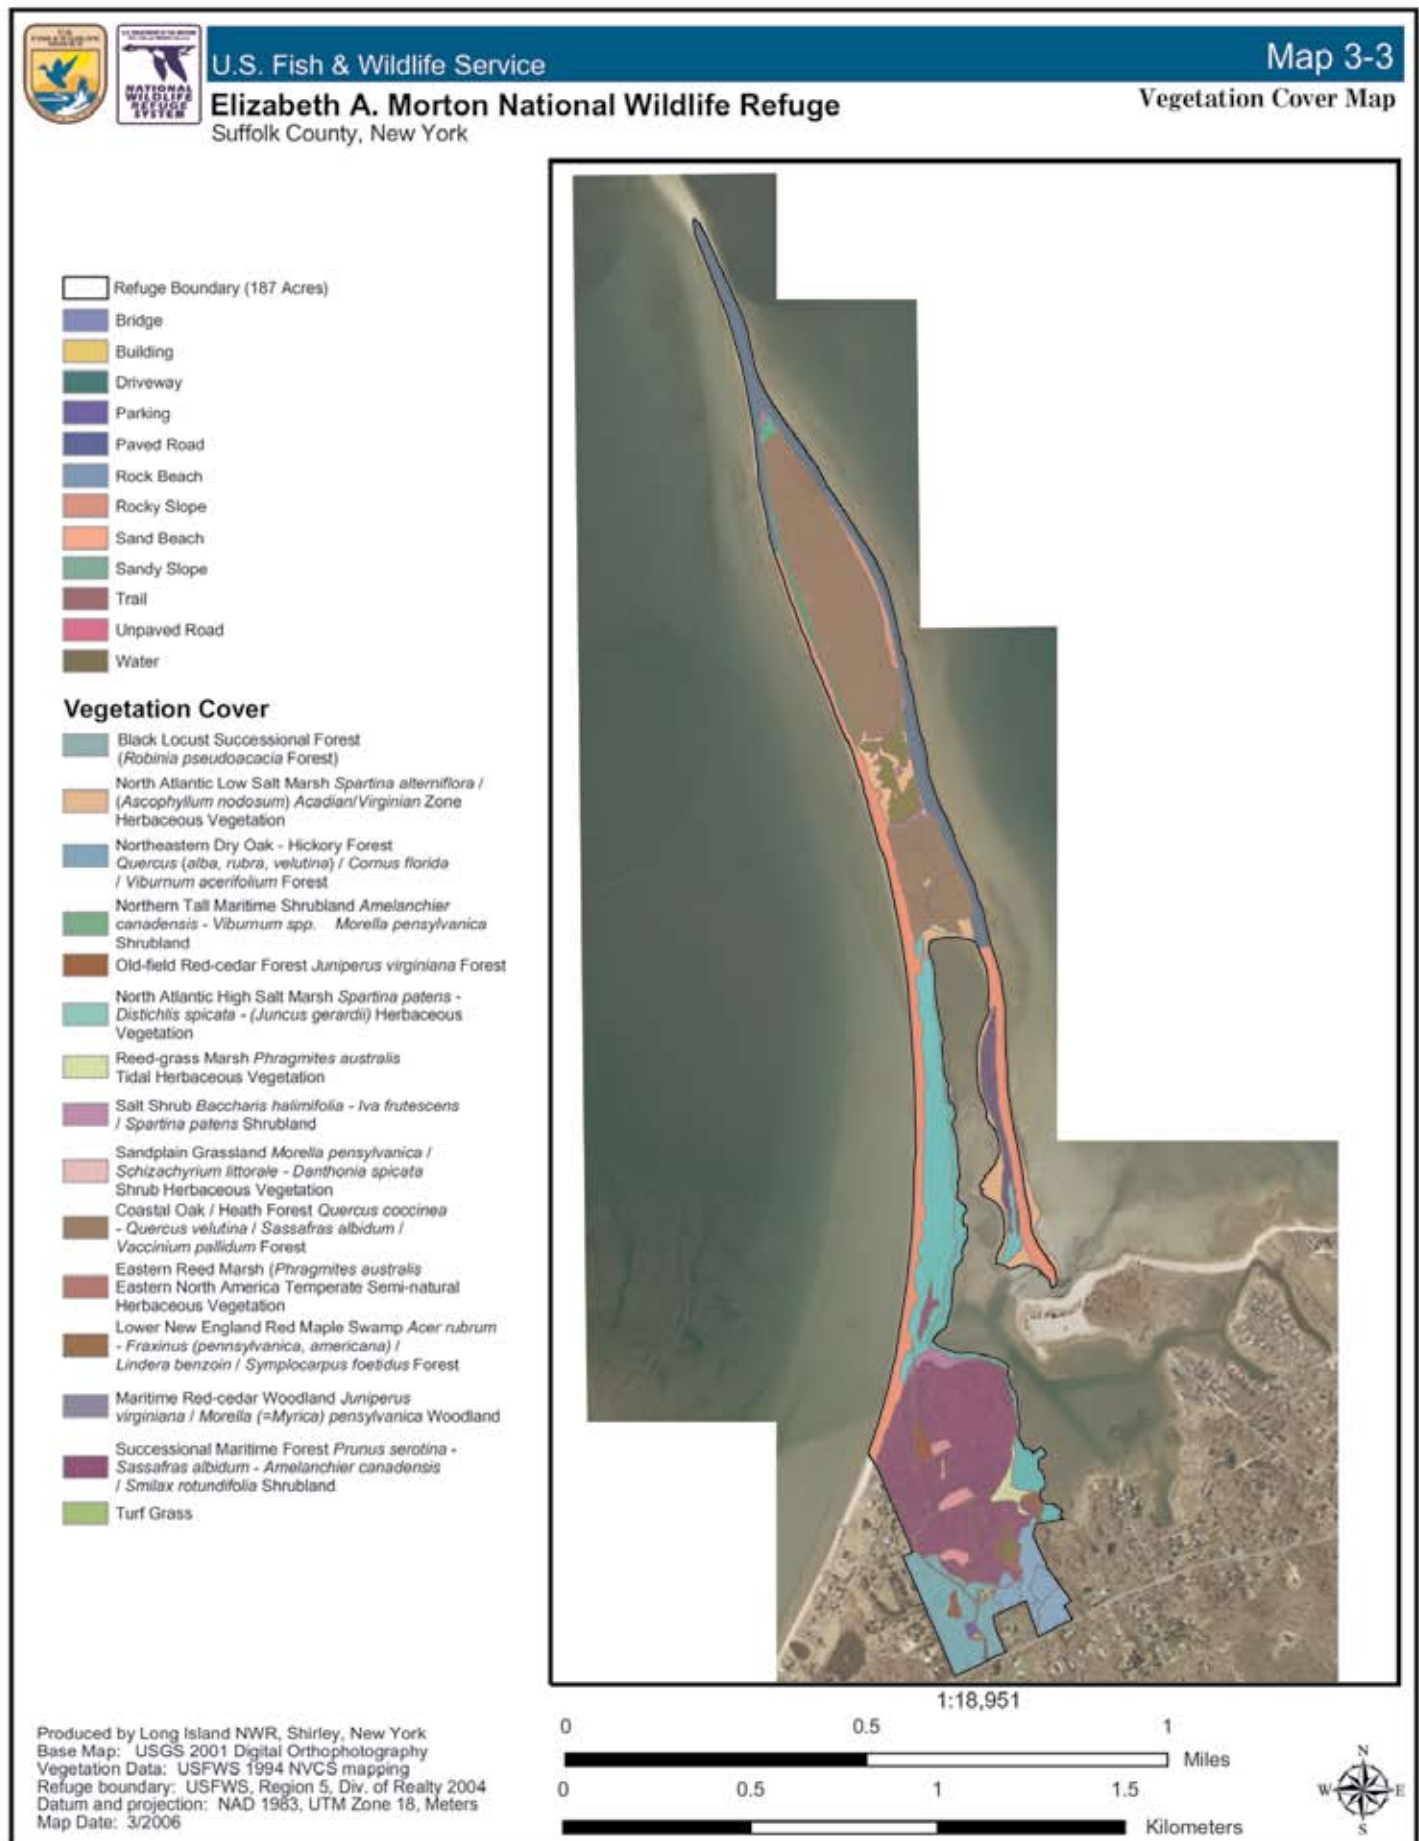 U.S.
FISH & WILDLIFE
SERVICE
NATIONAL
WILDLIFE
REFUGE
SYSTEM
U.S. Fish & Wildlife Service
Map 3-3
Elizabeth A. Morton National Wildlife Refuge
Vegetation Cover Map
Suffolk County, New York
Refuge Boundary (187 Acres)
Bridge
Building
Driveway
Parking
Paved Road
Rock Beach
Rocky Slope
Sand Beach
Sandy Slope
Trail
Unpaved Road
Water
Vegetation Cover
Black Locust Successional Forest
(Robinia pseudoacacia Forest)
North Atlantic Low Salt Marsh Spartina alterniflora /
(Ascophyllum nodosum) Acadian/Virginian Zone
Herbaceous Vegetation
Northeastern Dry Oak - Hickory Forest
Quercus (alba, rubra, velutina) / Cornus florida
/ Viburnum acerifolium Forest
Northern Tall Maritime Shrubland Amelanchier
canadensis - Viburnum spp. Morella pensylvanica
Shrubland
Old-field Red-cedar Forest Juniperus virginiana Forest
North Atlantic High Salt Marsh Spartina patens -
Distichlis spicata - (Juncus gerardii) Herbaceous
Vegetation
Reed-grass Marsh Phragmites australis
Tidal Herbaceous Vegetation
Salt Shrub Baccharis halimifolia - Iva frutescens
/ Spartina patens Shrubland
Sandplain Grassland Morella pensylvanica /
Schizachyrium littorale - Danthonia spicata
Shrub Herbaceous Vegetation
Coastal Oak / Heath Forest Quercus coccinea
- Quercus velutina / Sassafras albidum /
Vaccinium pallidum Forest
Eastern Reed Marsh (Phragmites australis
Eastern North America Temperate Semi-natural
Herbaceous Vegetation
Lower New England Red Maple Swamp Acer rubrum
- Fraxinus (pennsylvanica, americana) /
Lindera benzoin / Symplocarpus foetidus Forest
Maritime Red-cedar Woodland Juniperus
virginiana / Morella (=Myrica) pensylvanica Woodland
Successional Maritime Forest Prunus serotina -
Sassafras albidum - Amelanchier canadensis
/ Smilax rotundifolia Shrubland
Turf Grass
Produced by Long Island NWR, Shirley, New York
Base Map: USGS 2001 Digital Orthophotography
Vegetation Data: USFWS 1994 NVCS mapping
Refuge boundary: USFWS, Region 5, Div. of Realty 2004
Datum and projection: NAD 1983, UTM Zone 18, Meters
Map Date: 3/2006
1:18,951
0 0.5 1
Miles
0 0.5 1 1.5
Kilometers
N
W E
S